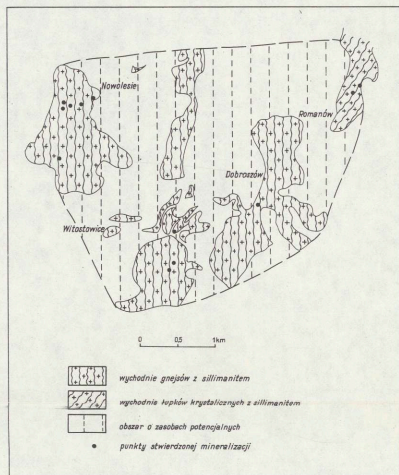 Nowolesie
Romanów
Dobroszów
Witostowice
0 0,5 1km
wychodnie gnejsów z sillimanitem
wychodnie łupków krystalicznych z sillimanitem
obszar o zasobach potencjalnych
punkty stwierdzonej mineralizacji